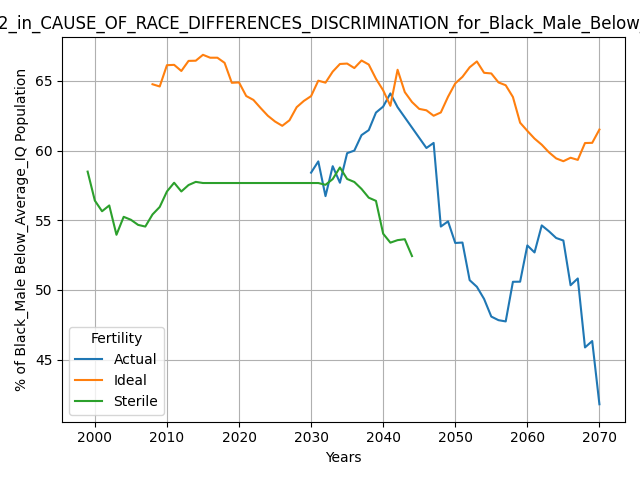 2_in_CAUSE_OF_RACE_DIFFERENCES_DISCRIMINATION_for_Black_Male_Below_
% of Black_Male Below_Average_IQ Population
65
60
55
50
45
Fertility
Actual
Ideal
Sterile
2000 2010 2020 2030 2040 2050 2060 2070
Years